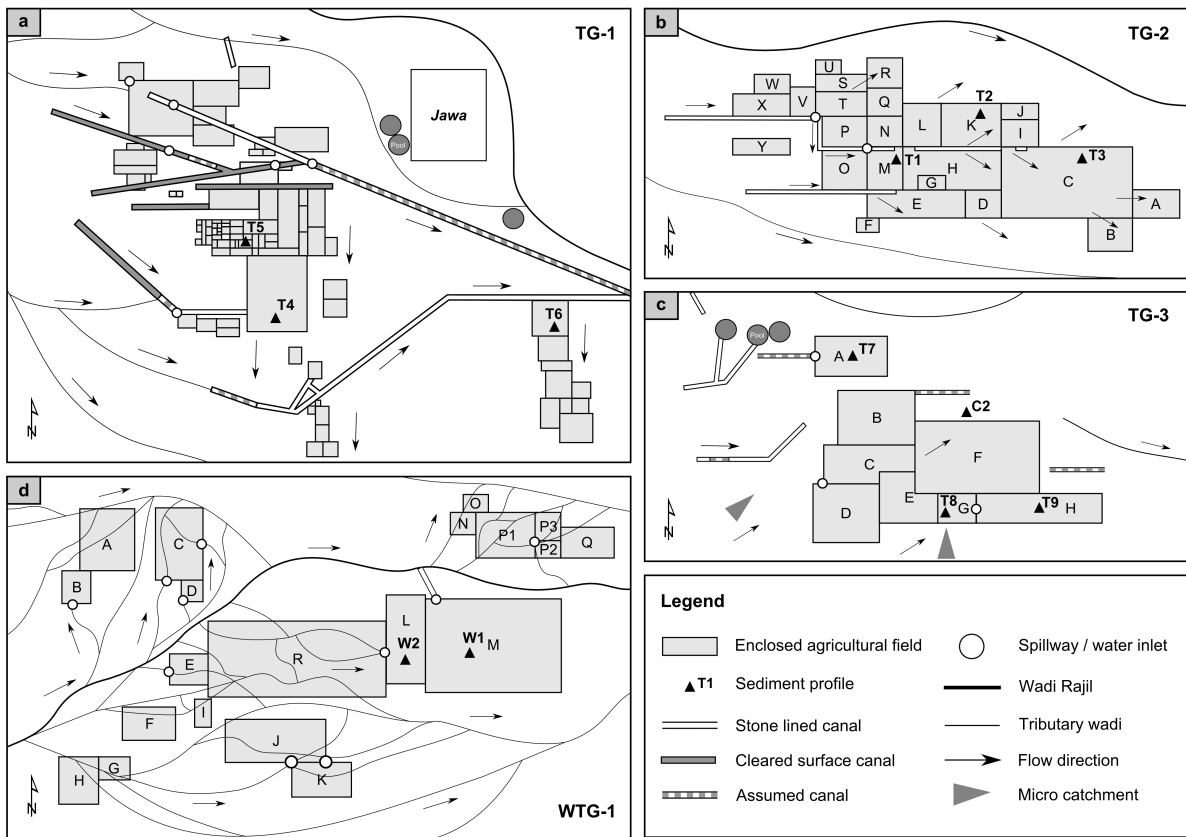 a
TG-1
Jawa
Pool
T5
T4
T6
N
b
TG-2
U
R
W
S
X
V
T
Q
T2
L
K
J
P
N
I
Y
T1
T3
O
M
H
C
G
E
D
A
F
B
N
c
TG-3
Pool
A
T7
B
C2
C
F
E
D
T8
G
T9
H
N
d
A
C
B
D
O
N
P1
P3
P2
Q
L
W2
W1
M
E
R
I
F
J
G
H
K
N
WTG-1
Legend
Enclosed agricultural field
Spillway / water inlet
T1
Sediment profile
Wadi Rajil
Stone lined canal
Tributary wadi
Cleared surface canal
Flow direction
Assumed canal
Micro catchment